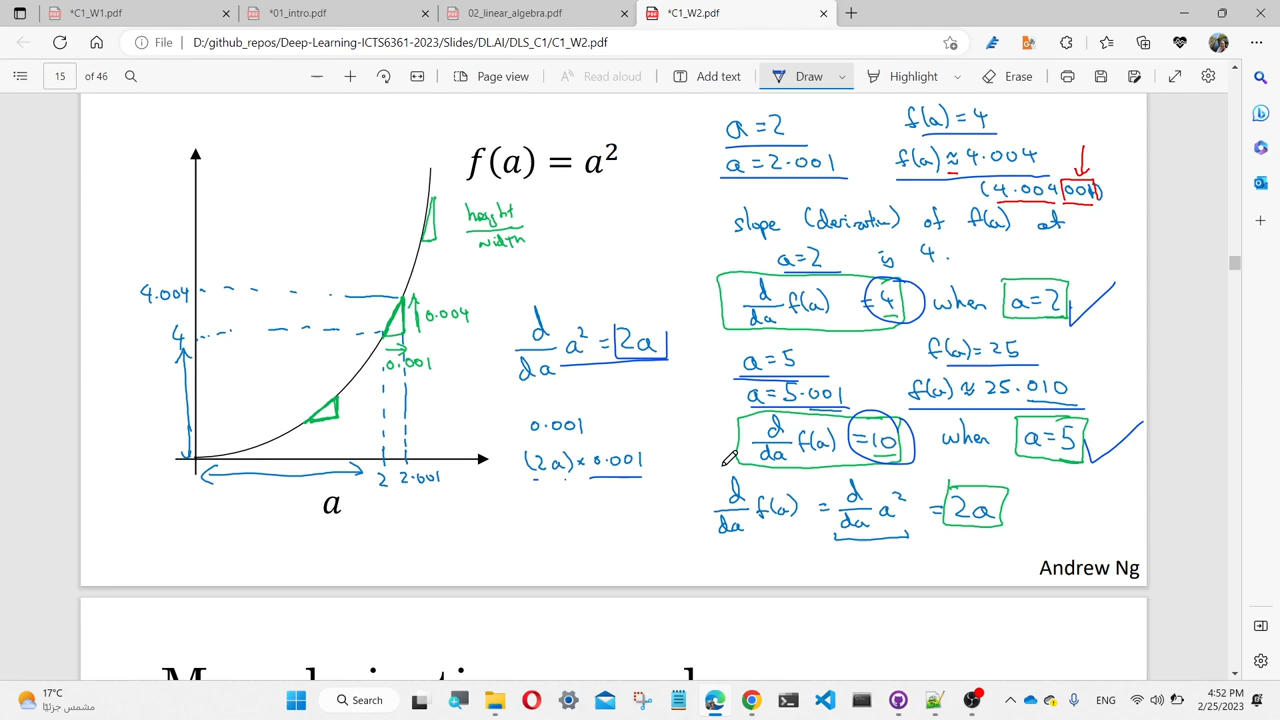 *C1_W1.pdf
*01_intro.pdf
02_linear_algebra.pdf
*C1_W2.pdf
File
D:/github_repos/Deep-Learning-ICTS6361-2023/Slides/DL.AI/DLS_C1/C1_W2.pdf
15 of 46
Page view
Read aloud
Add text
Draw
Highlight
Erase
f(a) = a²
height
width
4.004
4
0.004
0.001
2
2.001
a
d/da a² = 2a
0.001
(2a) × 0.001
a = 2
f(a) = 4
a = 2.001
f(a) ≈ 4.004
(4.004001)
slope (derivative) of f(a) at
a=2 is 4.
d/da f(a) = 4 when a=2
a = 5
f(a) = 25
a = 5.001
f(a) ≈ 25.010
d/da f(a) = 10 when a=5
d/da f(a) = d/da a² = 2a
Andrew Ng
17°C
مشمس جزئيًا
Search
ENG
4:52 PM
2/25/2023